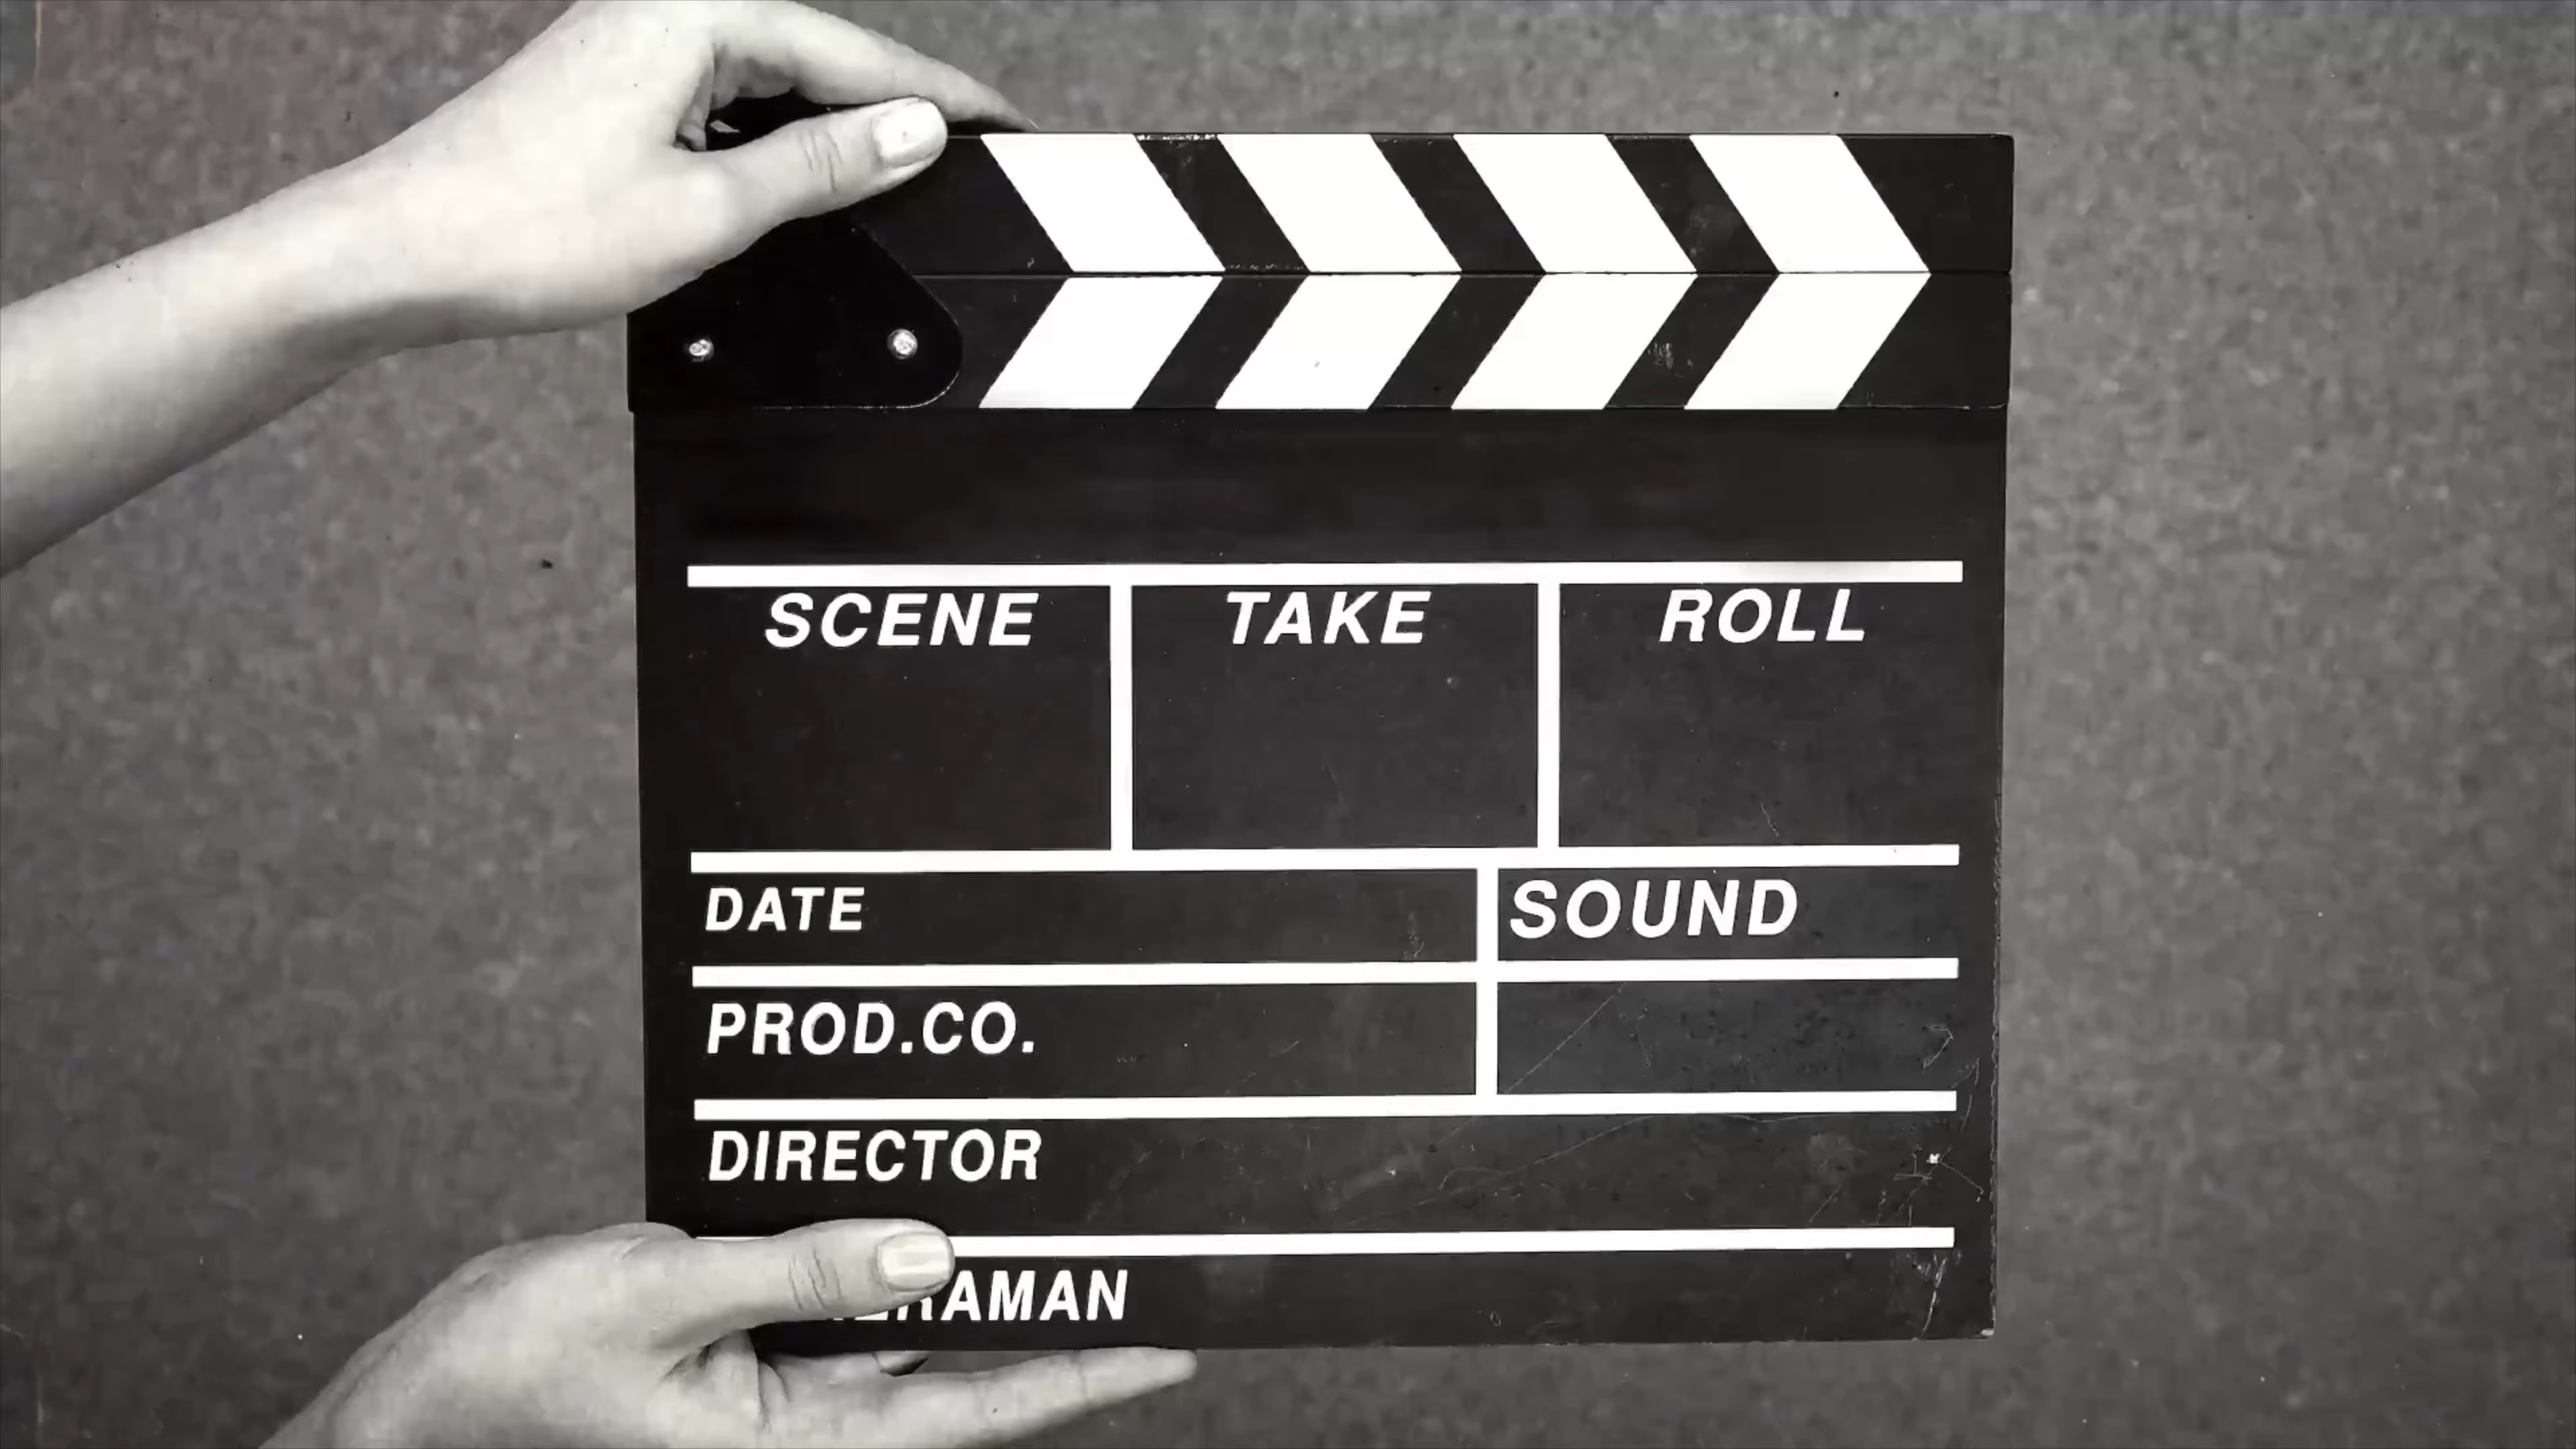 SCENE TAKE ROLL
DATE SOUND
PROD.CO.
DIRECTOR